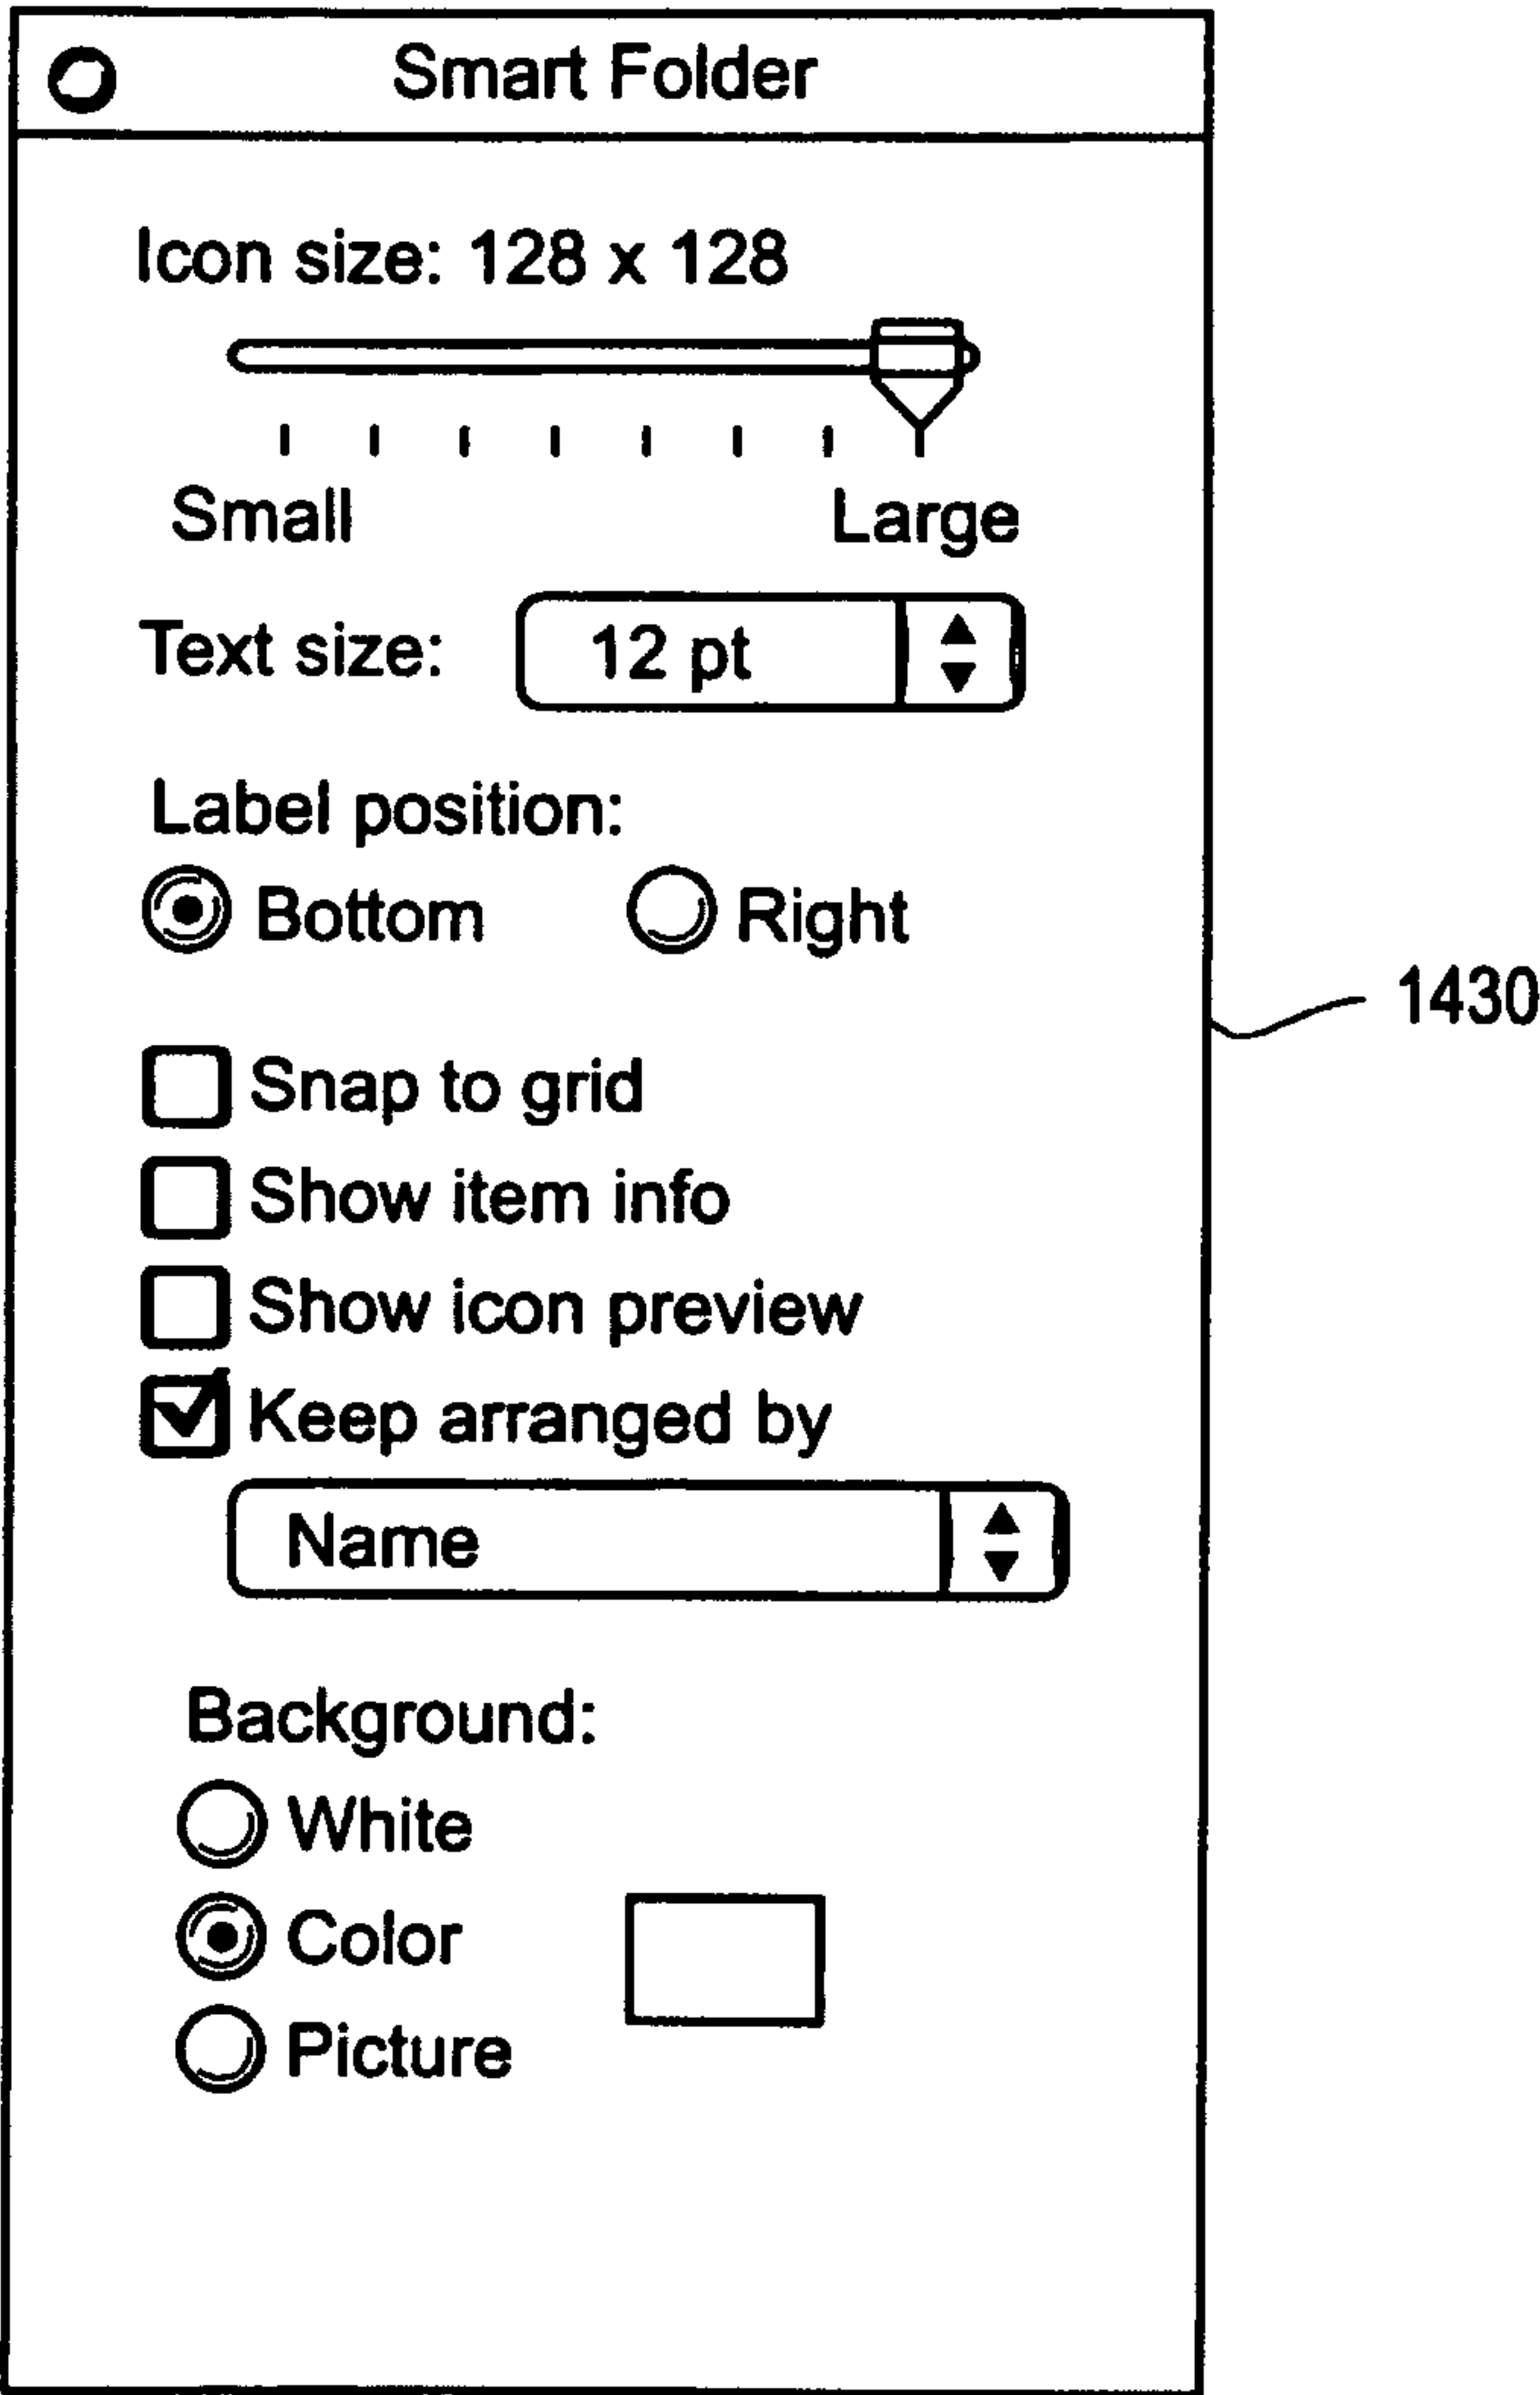 Smart Folder
Icon size: 128 x 128
Small Large
Text size: 12 pt
Label position:
Bottom Right
1430
Snap to grid
Show item info
Show icon preview
Keep arranged by
Name
Background:
White
Color
Picture